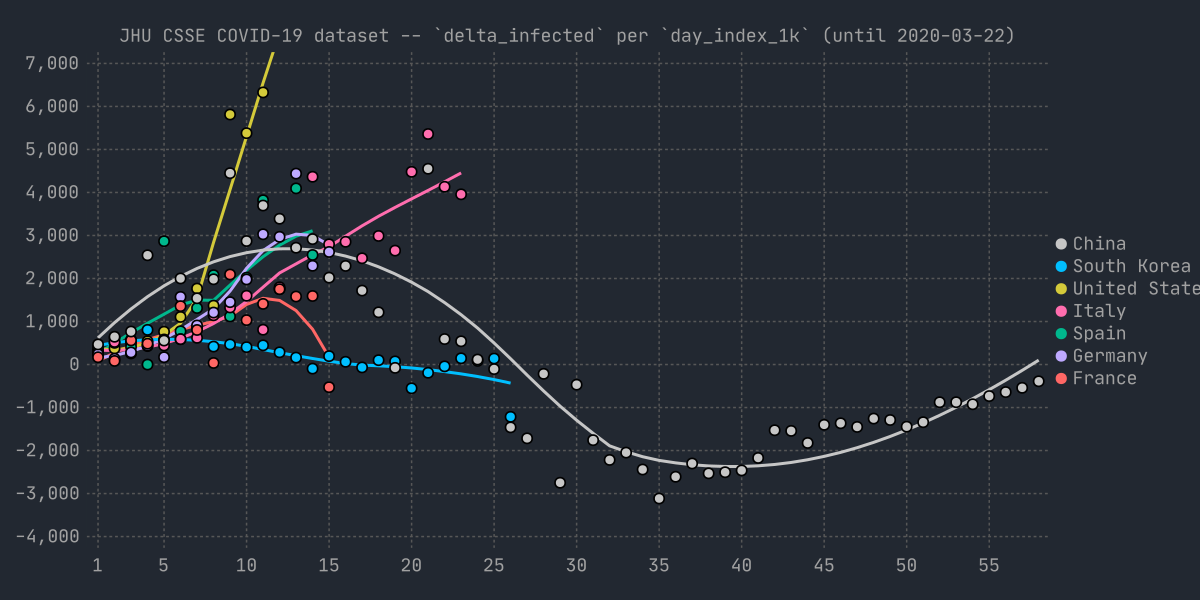 JHU CSSE COVID-19 dataset -- `delta_infected` per `day_index_1k` (until 2020-03-22)
7,000
6,000
5,000
4,000
3,000
2,000
1,000
0
-1,000
-2,000
-3,000
-4,000
1 5 10 15 20 25 30 35 40 45 50 55
China
South Korea
United State
Italy
Spain
Germany
France